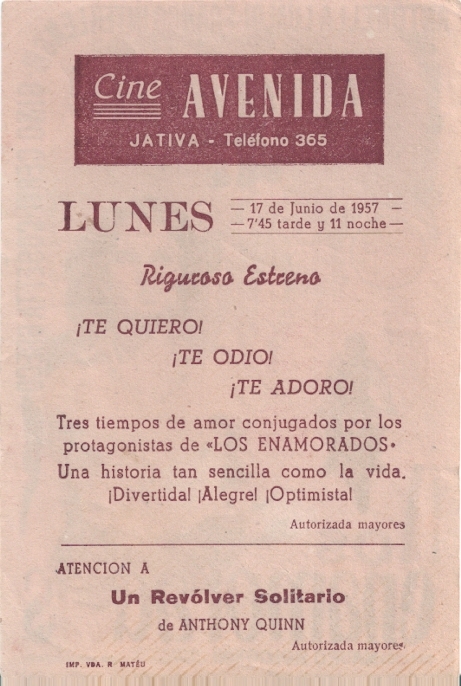 Cine AVENIDA
JATIVA - Teléfono 365
LUNES
— 17 de Junio de 1957 —
— 7'45 tarde y 11 noche —
Riguroso Estreno
¡TE QUIERO!
¡TE ODIO!
¡TE ADORO!
Tres tiempos de amor conjugados por los
protagonistas de «LOS ENAMORADOS»
Una historia tan sencilla como la vida.
¡Divertida! ¡Alegre! ¡Optimista!
Autorizada mayores
ATENCION A
Un Revólver Solitario
de ANTHONY QUINN
Autorizada mayores
IMP. VDA. R MATÉU